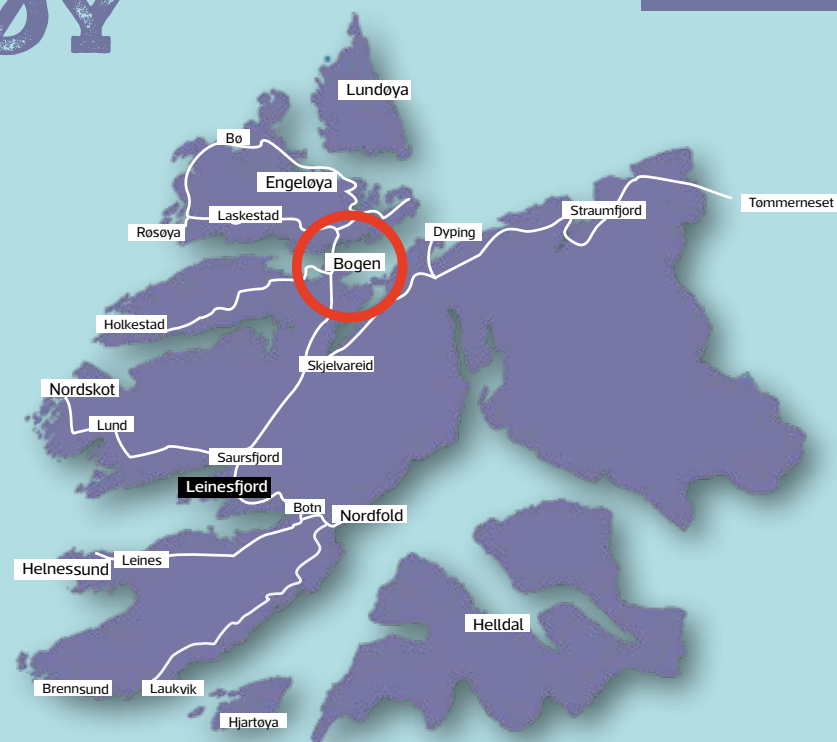 ØY
Lundøya
Bø
Engeløya
Tømmerneset
Straumfjord
Laskestad
Røsøya
Dyping
Bogen
Holkestad
Skjelvareid
Nordskot
Lund
Saursfjord
Leinesfjord
Botn
Nordfold
Leines
Helnessund
Helldal
Brennsund
Laukvik
Hjartøya